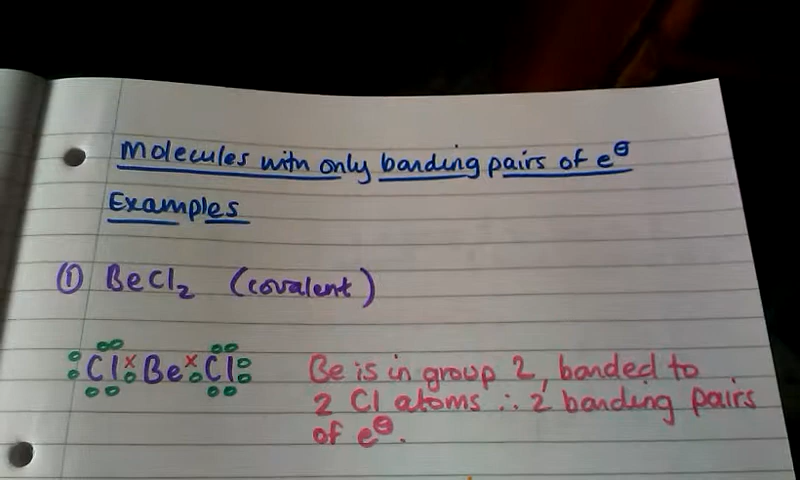 Molecules with only bonding pairs of e⊖
Examples
① BeCl₂ (covalent)
Cl Be Cl
Be is in group 2, bonded to
2 Cl atoms ∴ 2 bonding pairs
of e⊖.